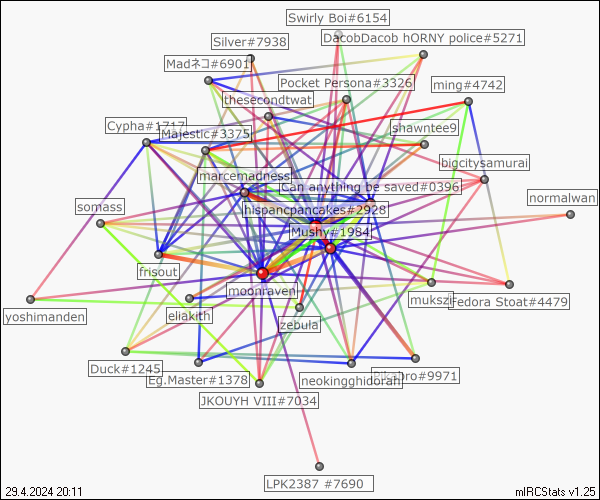 Swirly Boi#6154
DacobDacob hORNY police#5271
Silver#7938
Madネコ#6901
Pocket Persona#3326
ming#4742
thesecondtwat
Cypha#1717
Majestic#3375
shawntee9
bigcitysamurai
marcemadness
Can anything be saved#0396
normalwan
somass
hispancpancakes#2928
Mushy#1984
frisout
moonraven
mukszi
Fedora Stoat#4479
yoshimanden
eliakith
zebula
Duck#1245
Eg.Master#1378
neokingghidorah
#9971
JKOUYH VIII#7034
LPK2387 #7690
29.4.2024 20:11
mIRCStats v1.25